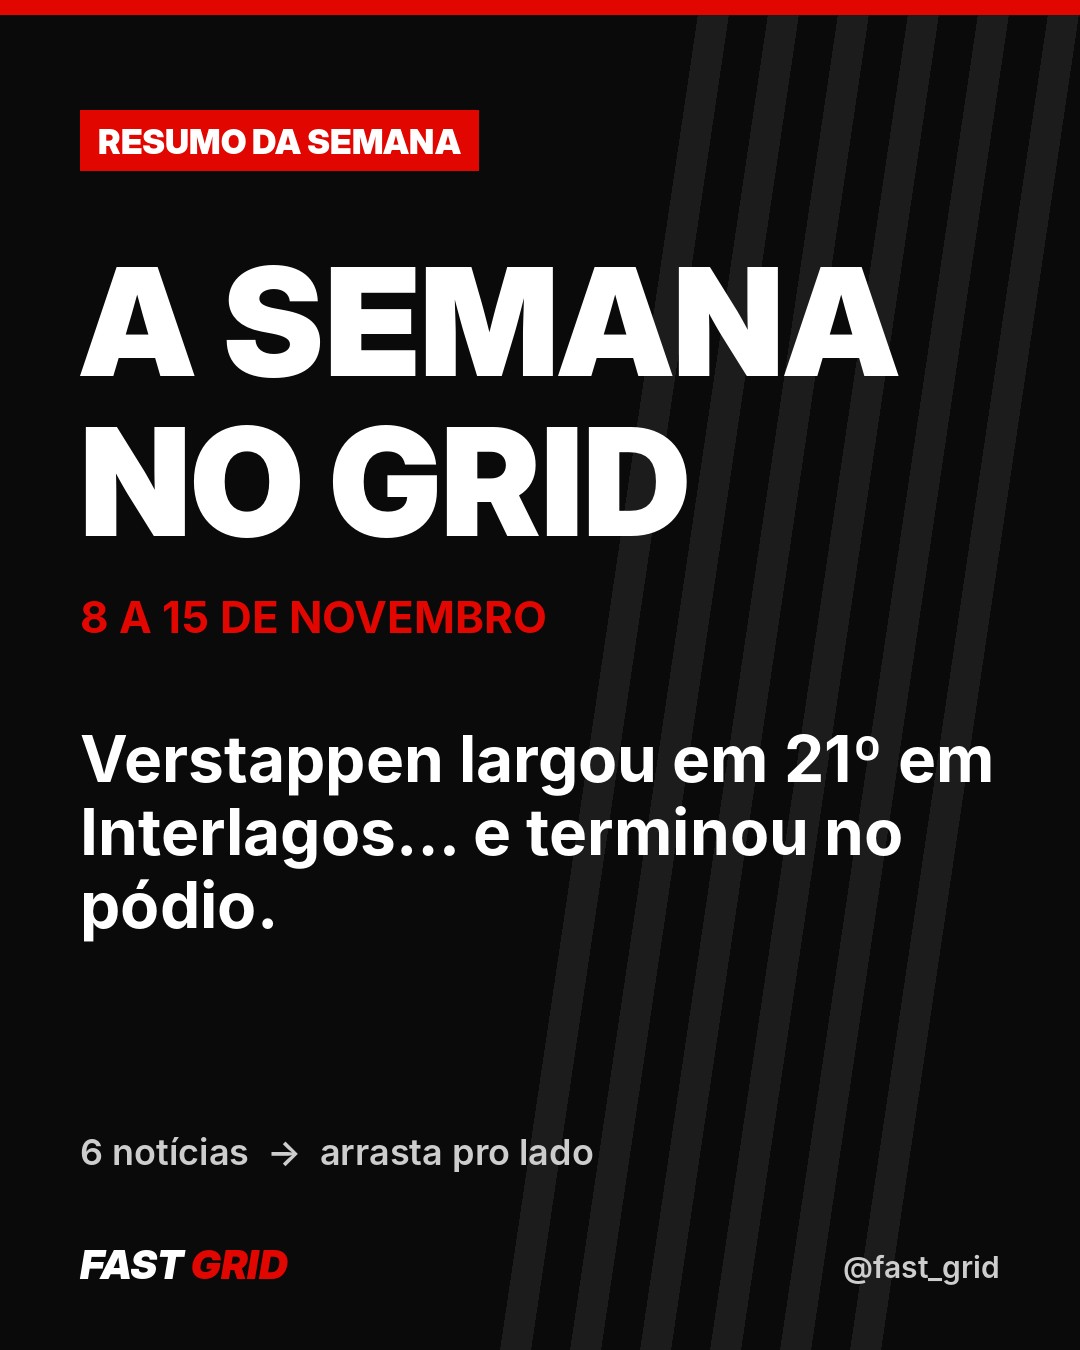 RESUMO DA SEMANA
A SEMANA
NO GRID
8 A 15 DE NOVEMBRO
Verstappen largou em 21º em
Interlagos… e terminou no
pódio.
6 notícias → arrasta pro lado
FAST GRID
@fast_grid